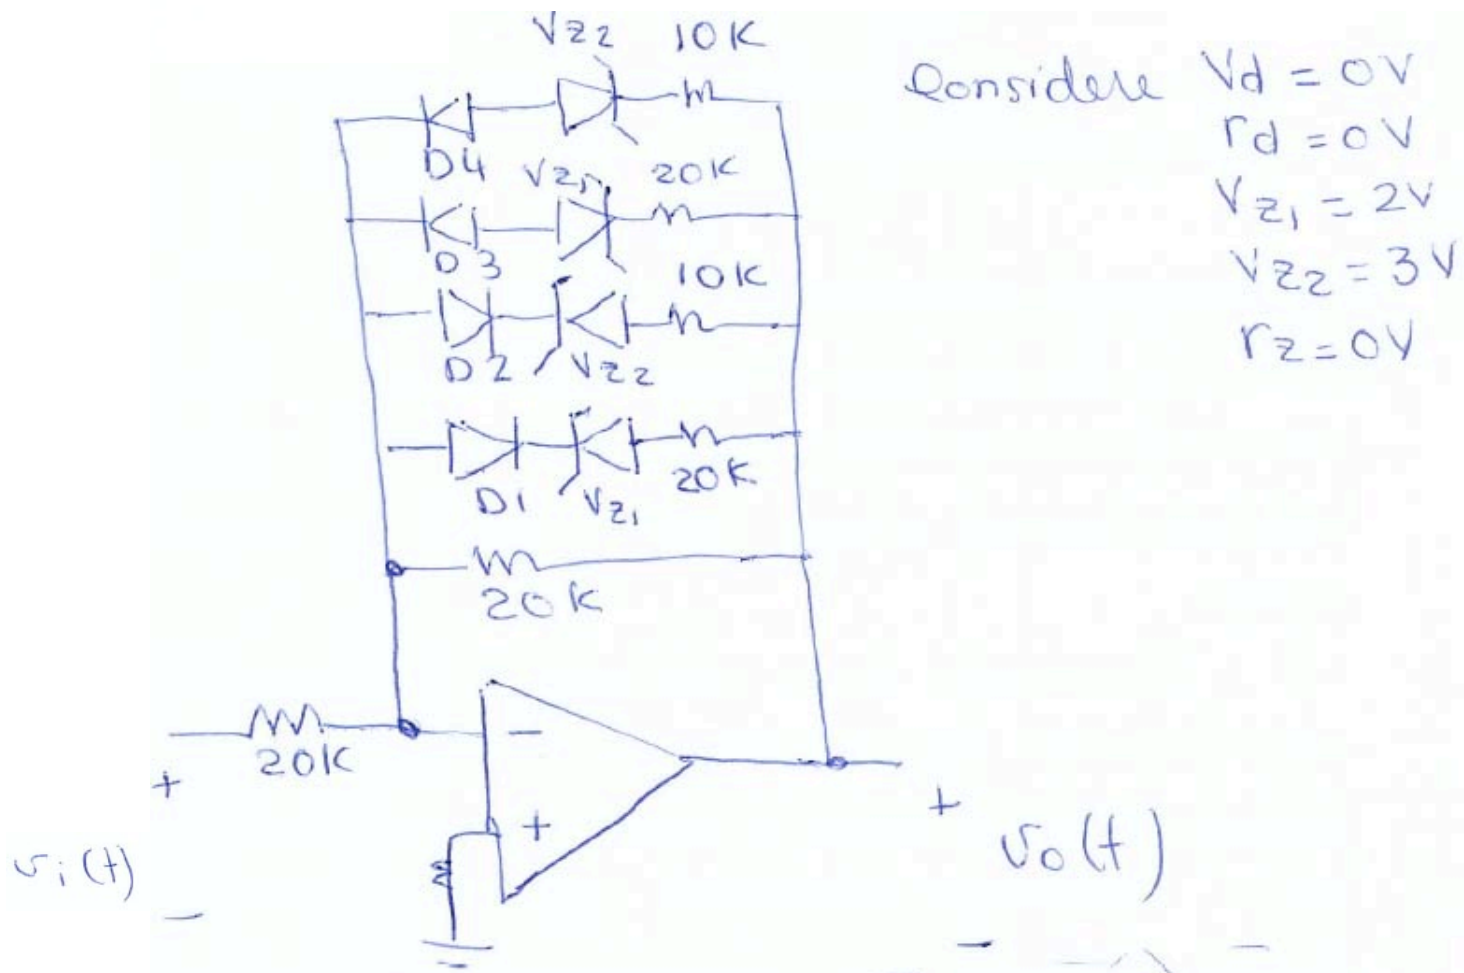 Vz2 10K
Considere Vd = 0V
rd = 0V
Vz1 = 2V
Vz2 = 3V
rz = 0V
D4 Vz1 20K
D3 10K
D2 Vz2
D1 Vz1 20K
20K
20K
-
+
+
vi(t)
-
+
vo(t)
-